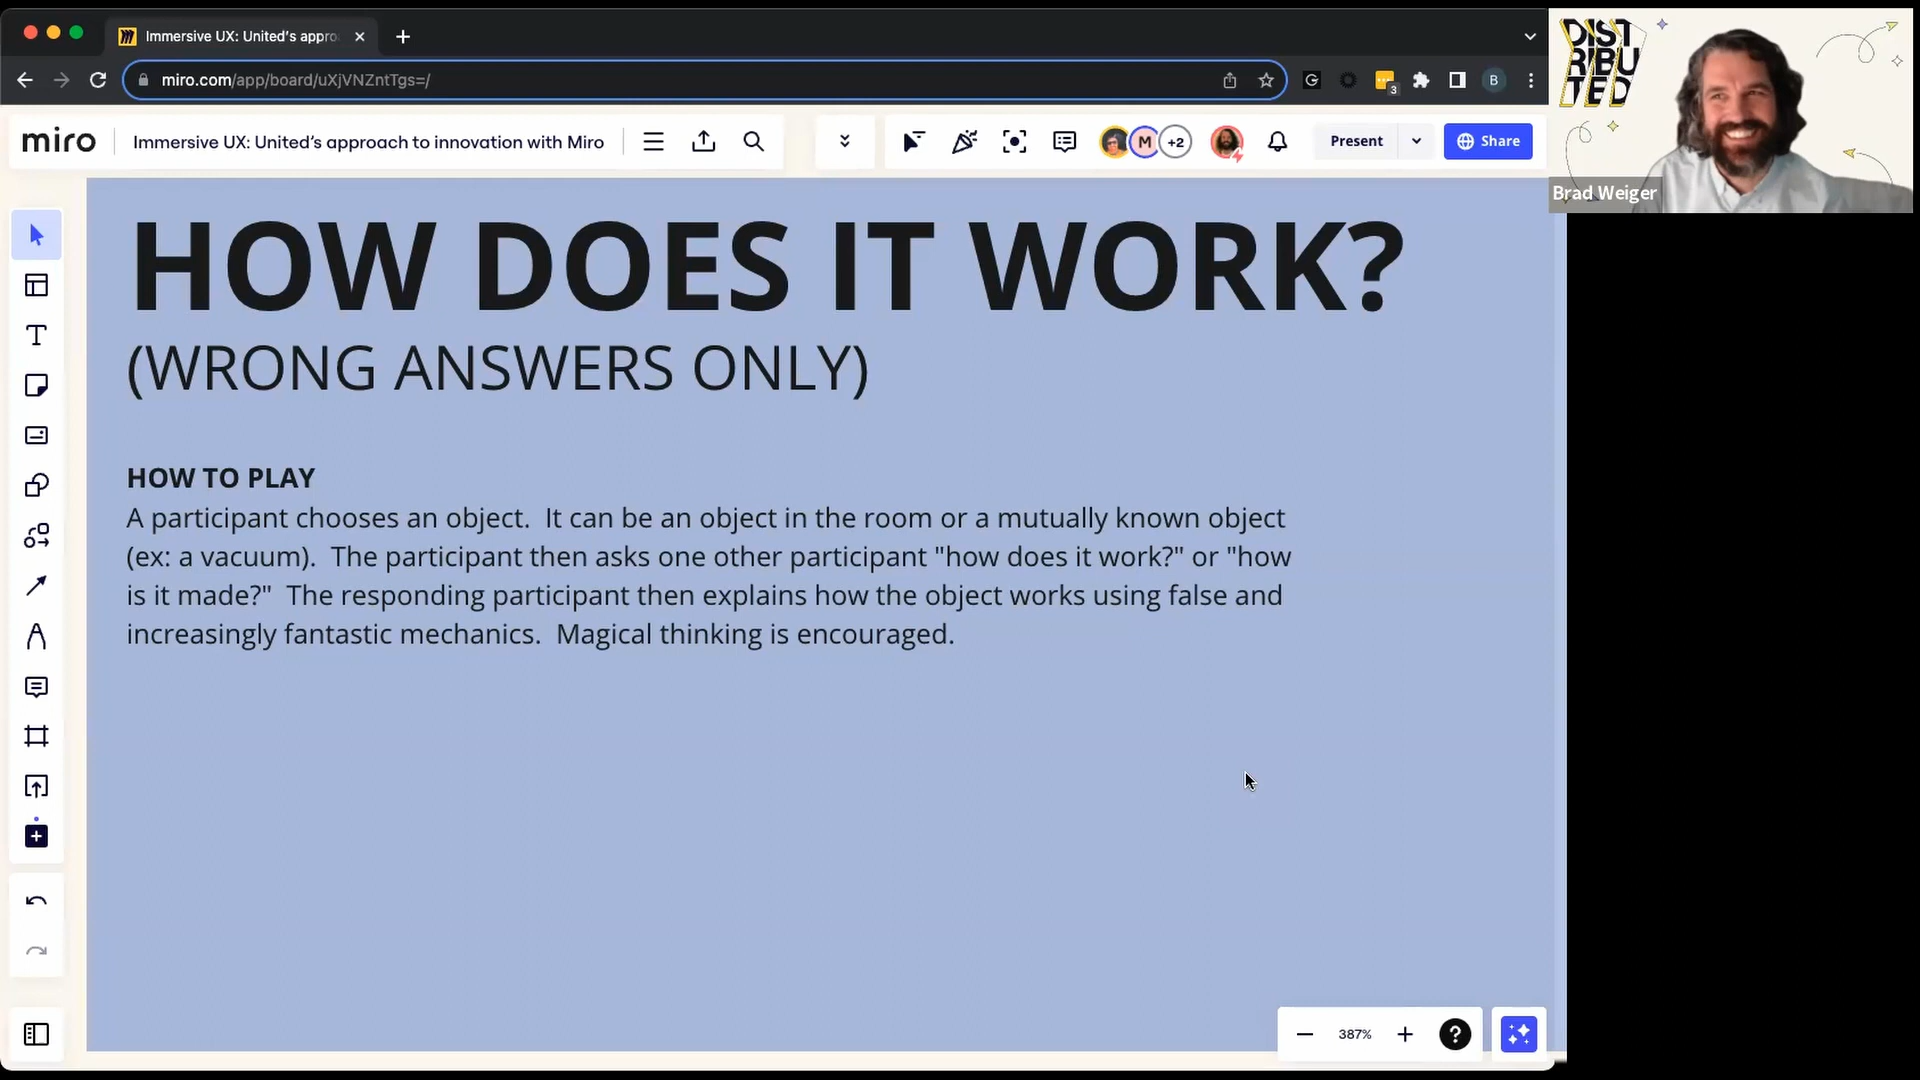 Immersive UX: United's appro
miro.com/app/board/uXjVNZntTgs=/
3
B
miro
Immersive UX: United's approach to innovation with Miro
M
+2
Present
Share
DIST
RIBU
TED
Brad Weiger
HOW DOES IT WORK?
(WRONG ANSWERS ONLY)
HOW TO PLAY
A participant chooses an object.  It can be an object in the room or a mutually known object
(ex: a vacuum).  The participant then asks one other participant "how does it work?" or "how
is it made?"  The responding participant then explains how the object works using false and
increasingly fantastic mechanics.  Magical thinking is encouraged.
387%